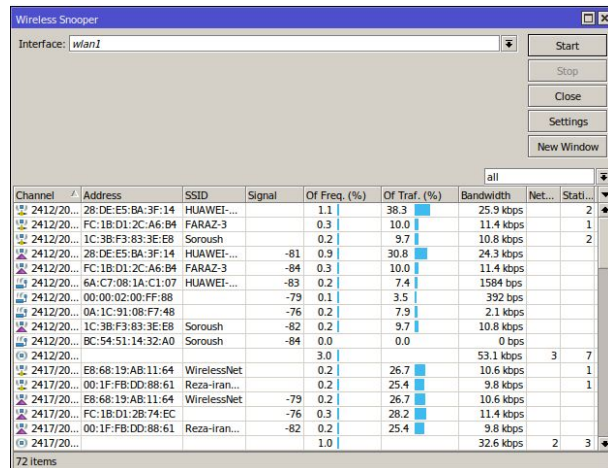 Wireless Snooper
Interface: wlan1
Start
Stop
Close
Settings
New Window
all
Channel Address SSID Signal Of Freq. (%) Of Traf. (%) Bandwidth Net... Stati...
2412/20... 28:DE:E5:BA:3F:14 HUAWEI-... 1.1 38.3 25.9 kbps 2
2412/20... FC:1B:D1:2C:A6:B4 FARAZ-3 0.3 10.0 11.4 kbps 1
2412/20... 1C:3B:F3:83:3E:E8 Soroush 0.2 9.7 10.8 kbps 2
2412/20... 28:DE:E5:BA:3F:14 HUAWEI-... -81 0.9 30.8 24.3 kbps
2412/20... FC:1B:D1:2C:A6:B4 FARAZ-3 -84 0.3 10.0 11.4 kbps
2412/20... 6A:C7:08:1A:C1:07 HUAWEI-... -83 0.2 7.4 1584 bps
2412/20... 00:00:02:00:FF:88 -79 0.1 3.5 392 bps
2412/20... 0A:1C:91:08:F7:48 -76 0.2 7.9 2.1 kbps
2412/20... 1C:3B:F3:83:3E:E8 Soroush -82 0.2 9.7 10.8 kbps
2412/20... BC:54:51:14:32:A0 Soroush -84 0.0 0.0 0 bps
2412/20... 3.0 53.1 kbps 3 7
2417/20... E8:68:19:AB:11:64 WirelessNet 0.2 26.7 10.6 kbps 1
2417/20... 00:1F:FB:DD:88:61 Reza-iran... 0.2 25.4 9.8 kbps 1
2417/20... E8:68:19:AB:11:64 WirelessNet -79 0.2 26.7 10.6 kbps
2417/20... FC:1B:D1:2B:74:EC -76 0.3 28.2 11.4 kbps
2417/20... 00:1F:FB:DD:88:61 Reza-iran... -82 0.2 25.4 9.8 kbps
2417/20... 1.0 32.6 kbps 2 3
72 items